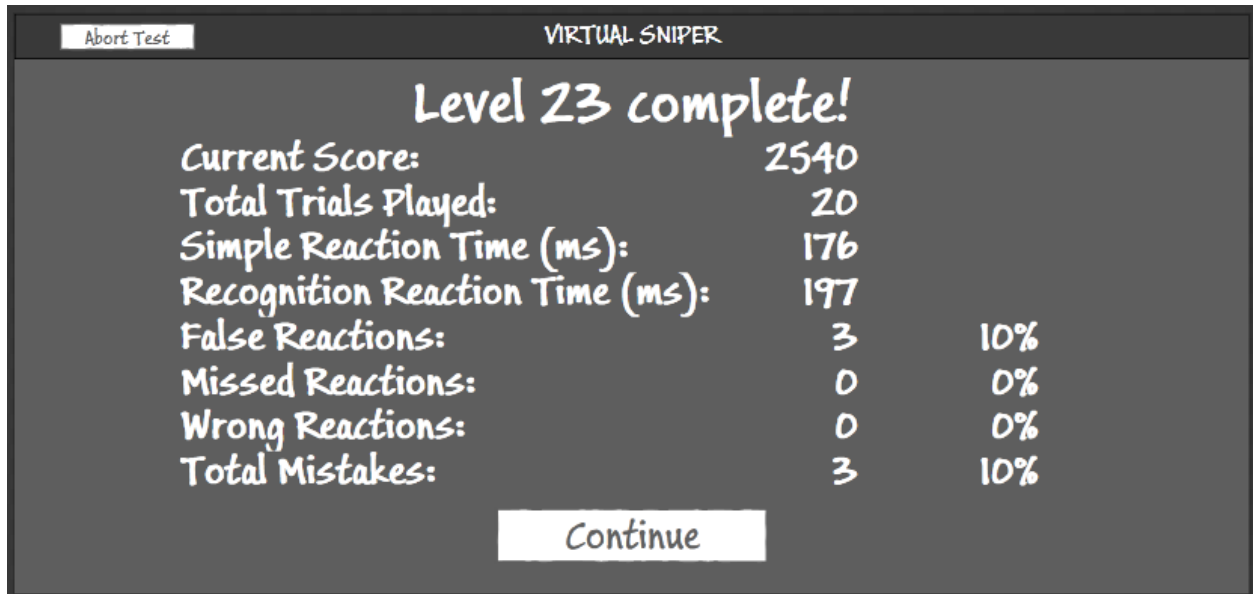 Abort Test VIRTUAL SNIPER
Level 23 complete!
Current Score: 2540
Total Trials Played: 20
Simple Reaction Time (ms): 176
Recognition Reaction Time (ms): 197
False Reactions: 3 10%
Missed Reactions: 0 0%
Wrong Reactions: 0 0%
Total Mistakes: 3 10%
Continue